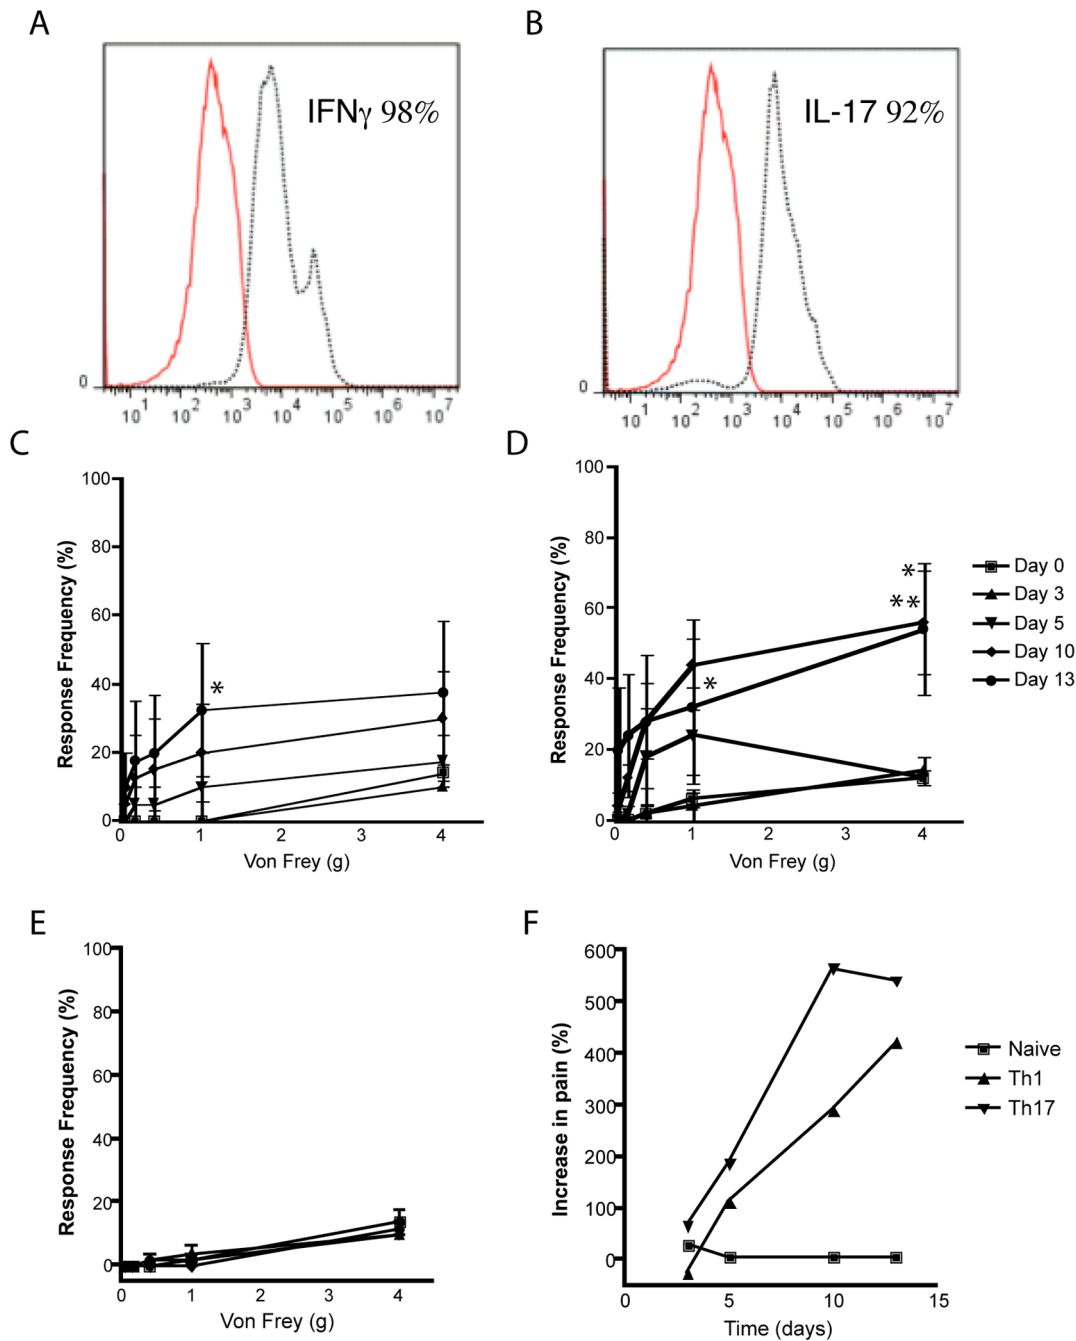 A
IFNγ 98%
0
10^1 10^2 10^3 10^4 10^5 10^6 10^7
B
IL-17 92%
0
10^1 10^2 10^3 10^4 10^5 10^6 10^7
C
Response Frequency (%)
100
80
60
40
20
0
*
0 1 2 3 4
Von Frey (g)
D
Response Frequency (%)
100
80
60
40
20
0
*
**
*
0 1 2 3 4
Von Frey (g)
Day 0
Day 3
Day 5
Day 10
Day 13
E
Response Frequency (%)
100
80
60
40
20
0
0 1 2 3 4
Von Frey (g)
F
Increase in pain (%)
600
500
400
300
200
100
0
0 5 10 15
Time (days)
Naive
Th1
Th17